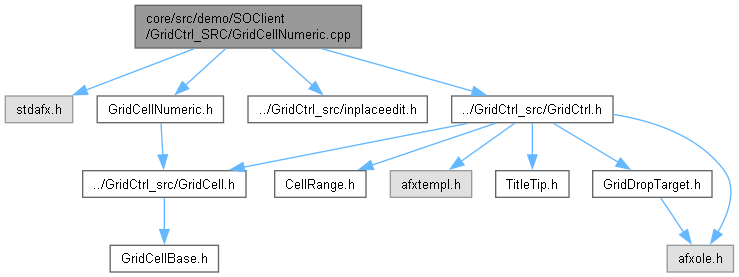 core/src/demo/SOClient
/GridCtrl_SRC/GridCellNumeric.cpp
stdafx.h
GridCellNumeric.h
../GridCtrl_src/inplaceedit.h
../GridCtrl_src/GridCtrl.h
../GridCtrl_src/GridCell.h
CellRange.h
afxtempl.h
TitleTip.h
GridDropTarget.h
GridCellBase.h
afxole.h